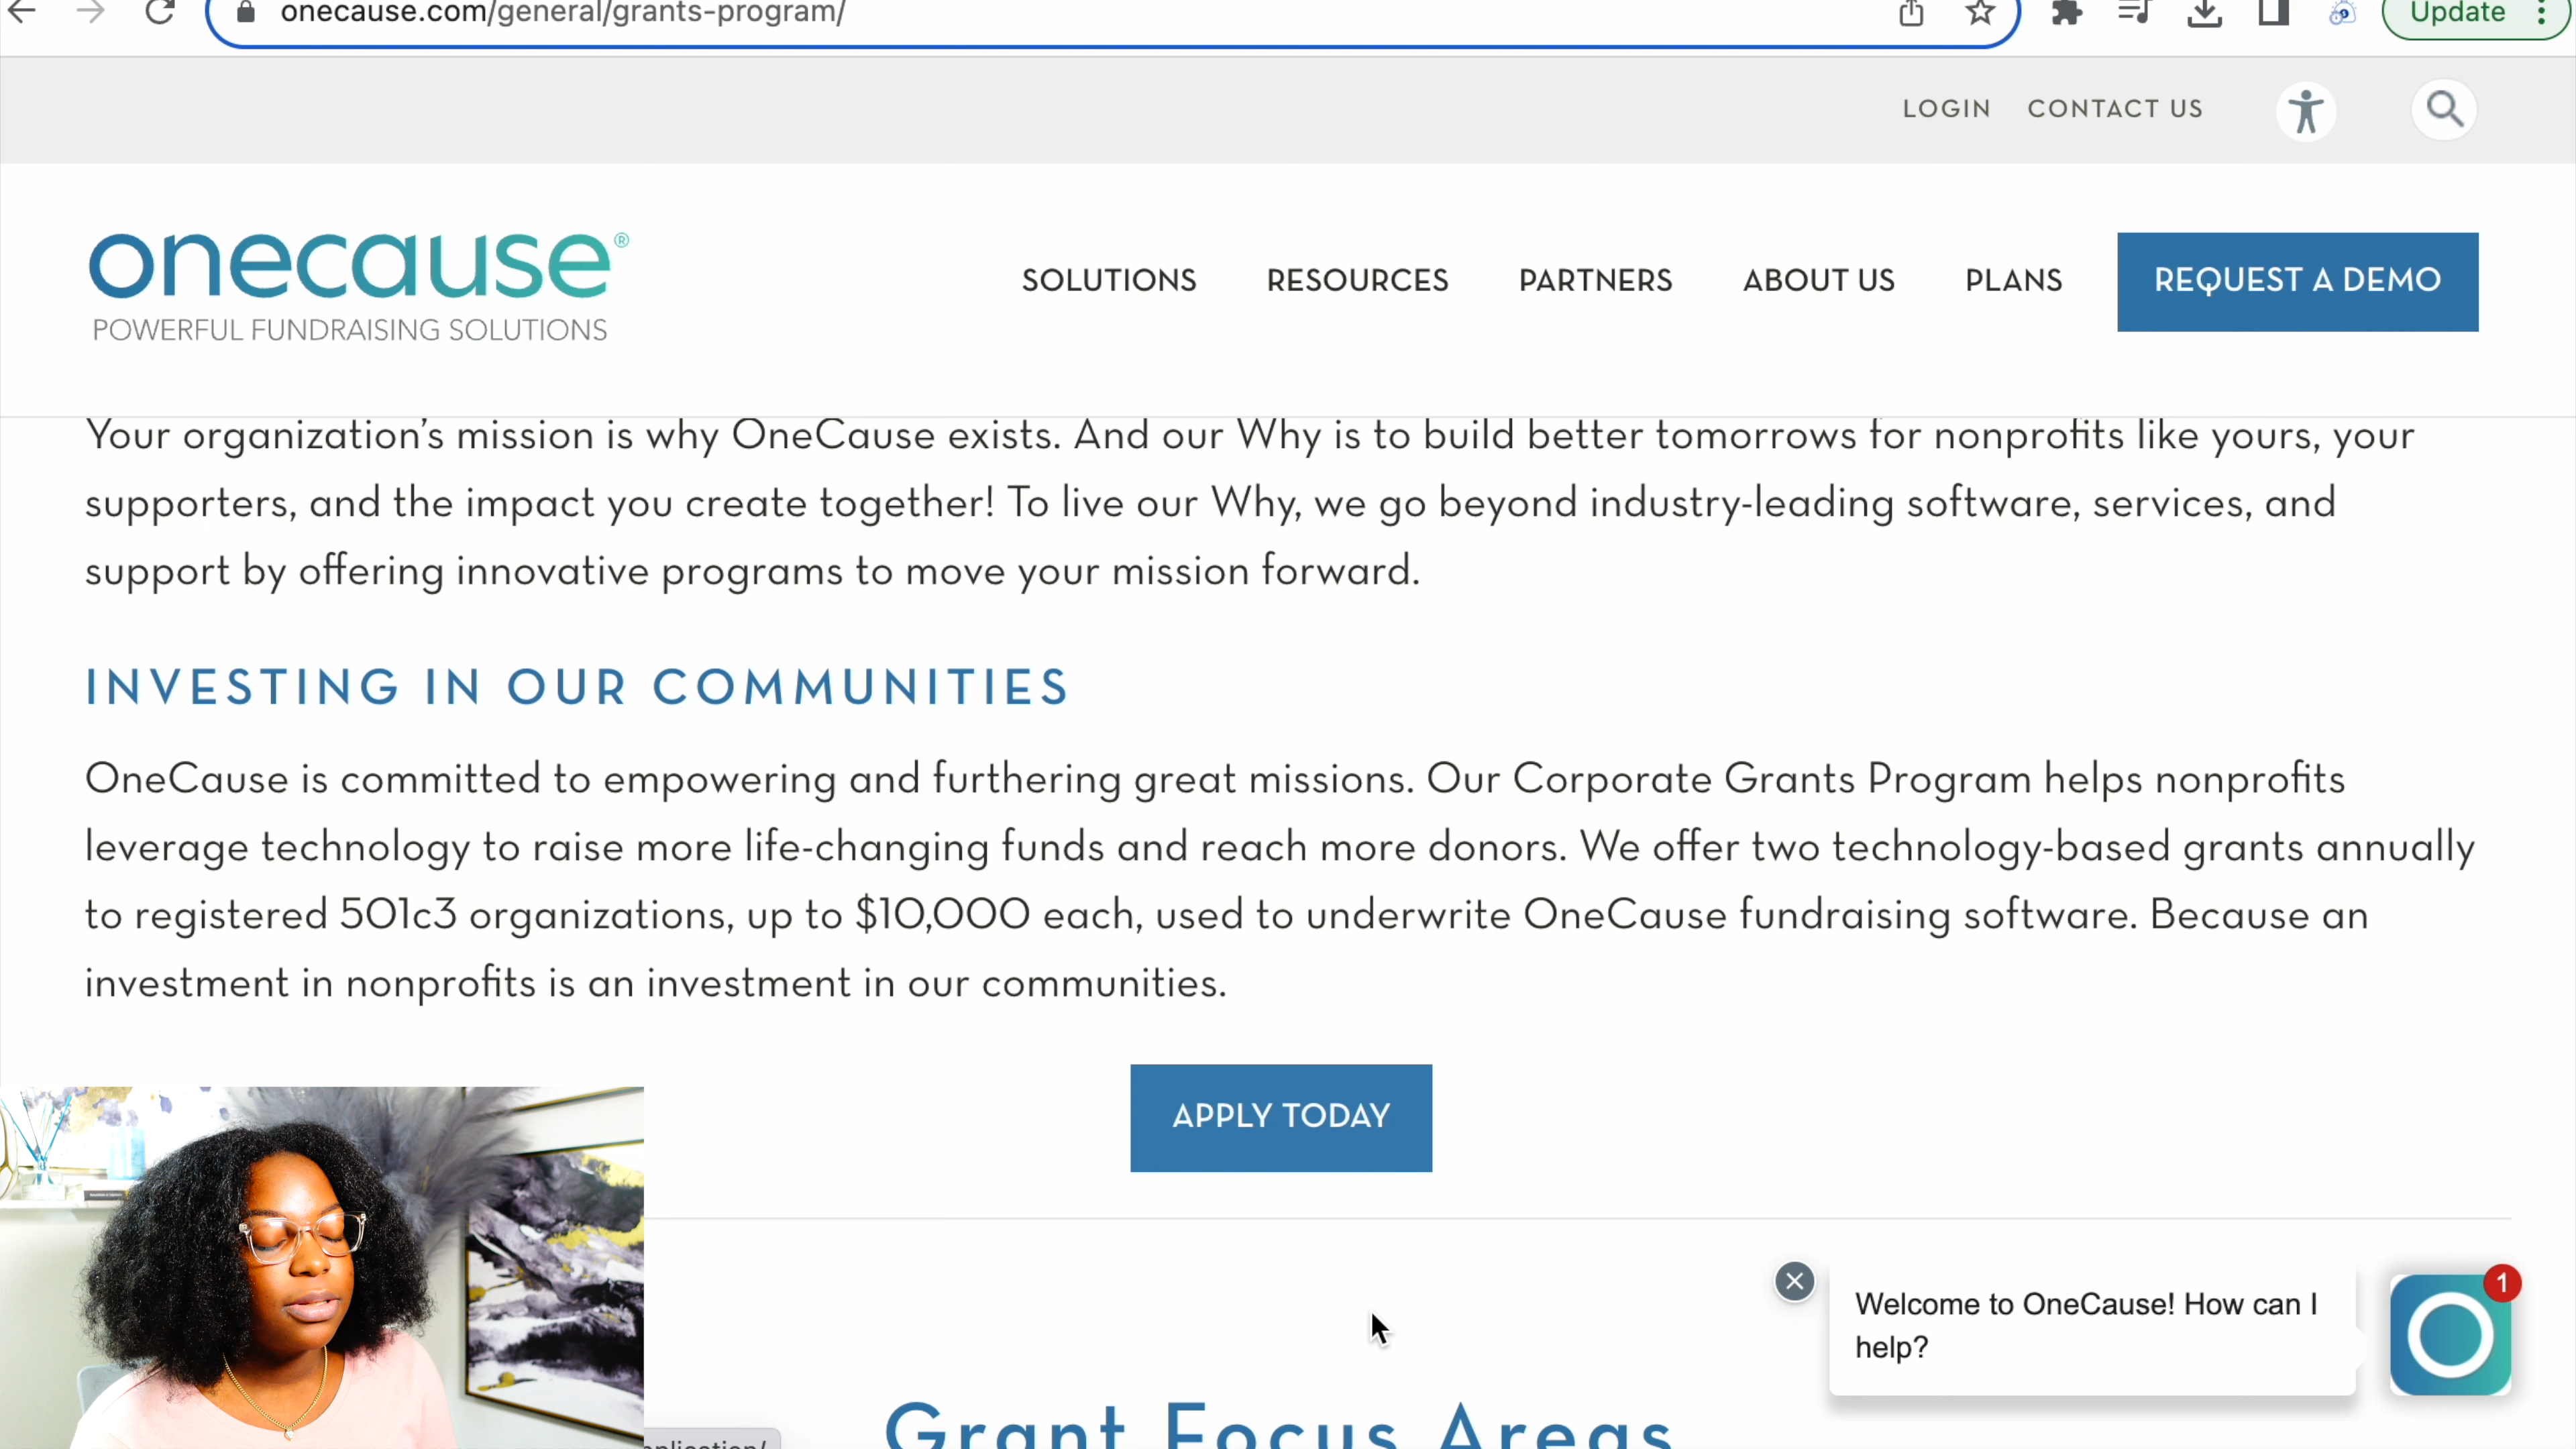 onecause.com/general/grants-program/
Update
LOGIN CONTACT US
onecause®
POWERFUL FUNDRAISING SOLUTIONS
SOLUTIONS RESOURCES PARTNERS ABOUT US PLANS REQUEST A DEMO
Your organization’s mission is why OneCause exists. And our Why is to build better tomorrows for nonprofits like yours, your
supporters, and the impact you create together! To live our Why, we go beyond industry-leading software, services, and
support by offering innovative programs to move your mission forward.
INVESTING IN OUR COMMUNITIES
OneCause is committed to empowering and furthering great missions. Our Corporate Grants Program helps nonprofits
leverage technology to raise more life-changing funds and reach more donors. We offer two technology-based grants annually
to registered 501c3 organizations, up to $10,000 each, used to underwrite OneCause fundraising software. Because an
investment in nonprofits is an investment in our communities.
APPLY TODAY
1
Welcome to OneCause! How can I
help?
Grant Focus Areas